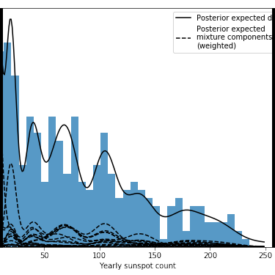 Posterior expected d
Posterior expected
mixture components
(weighted)
50
100
150
200
250
Yearly sunspot count